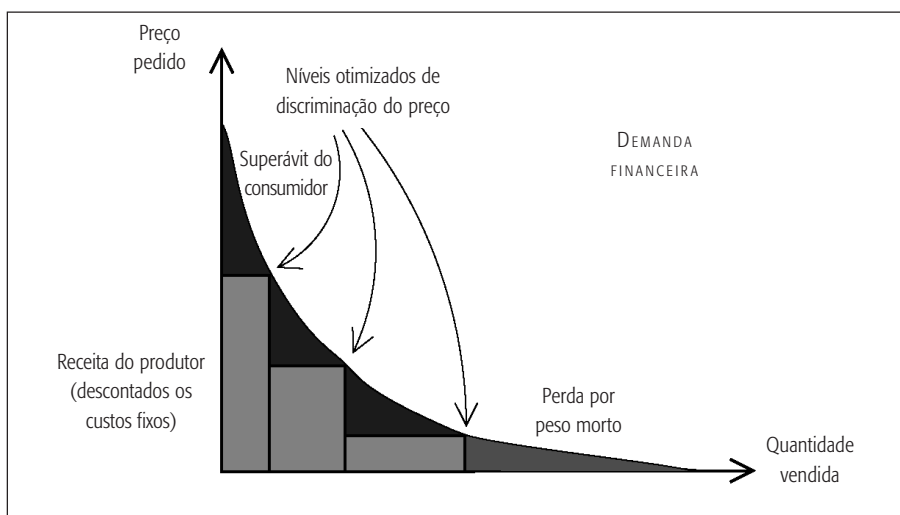 Preço
pedido
Níveis otimizados de
discriminação do preço
DEMANDA
FINANCEIRA
Superávit do
consumidor
Receita do produtor
(descontados os
custos fixos)
Perda por
peso morto
Quantidade
vendida